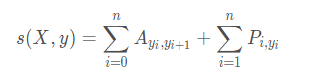 s(X, y) = \sum_{i=0}^{n} A_{y_i, y_{i+1}} + \sum_{i=1}^{n} P_{i, y_i}